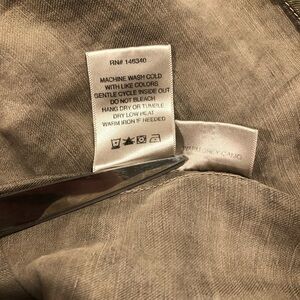 RN# 146340
MACHINE WASH COLD
WITH LIKE COLORS
GENTLE CYCLE INSIDE OUT
DO NOT BLEACH
HANG DRY OR TUMBLE
DRY LOW HEAT
WARM IRON IF NEEDED